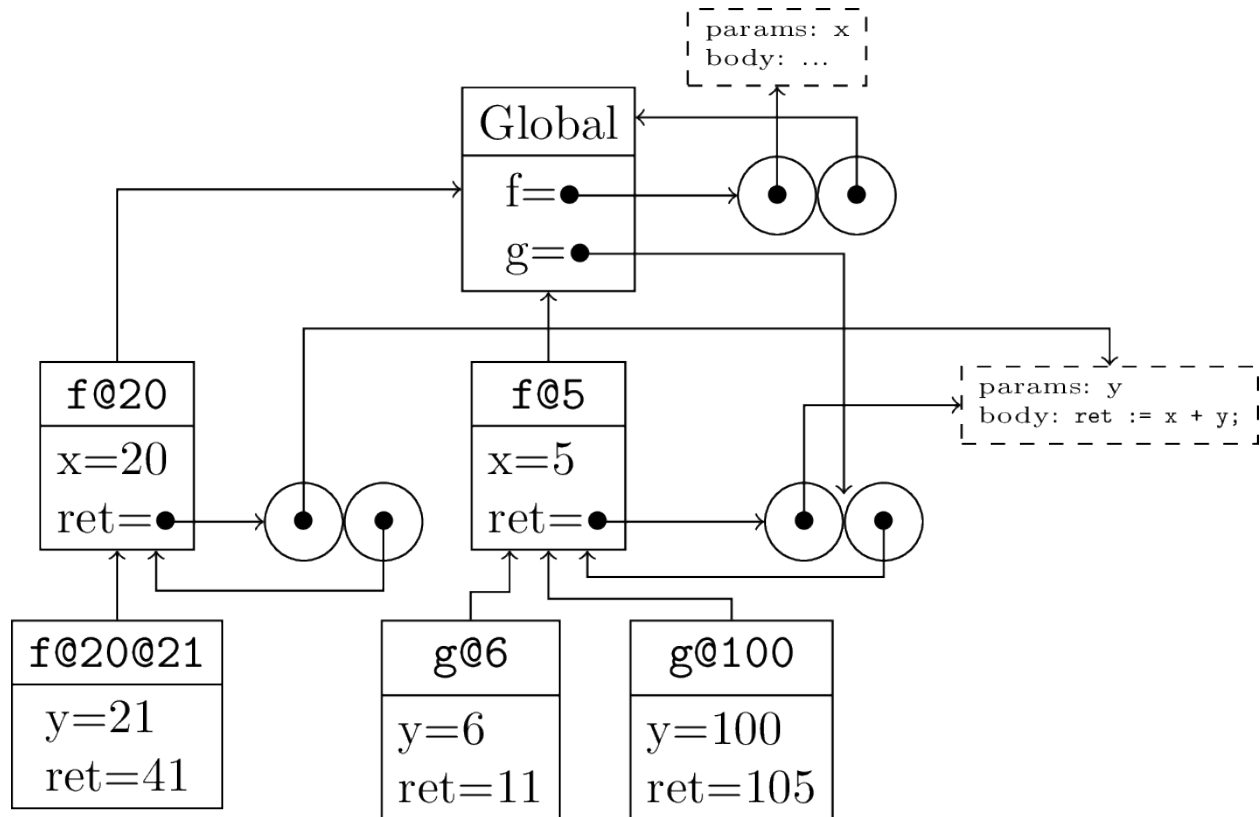 params: x
body: ...
Global
f=
g=
f@20
x=20
ret=
f@5
x=5
ret=
params: y
body: ret := x + y;
f@20@21
y=21
ret=41
g@6
y=6
ret=11
g@100
y=100
ret=105